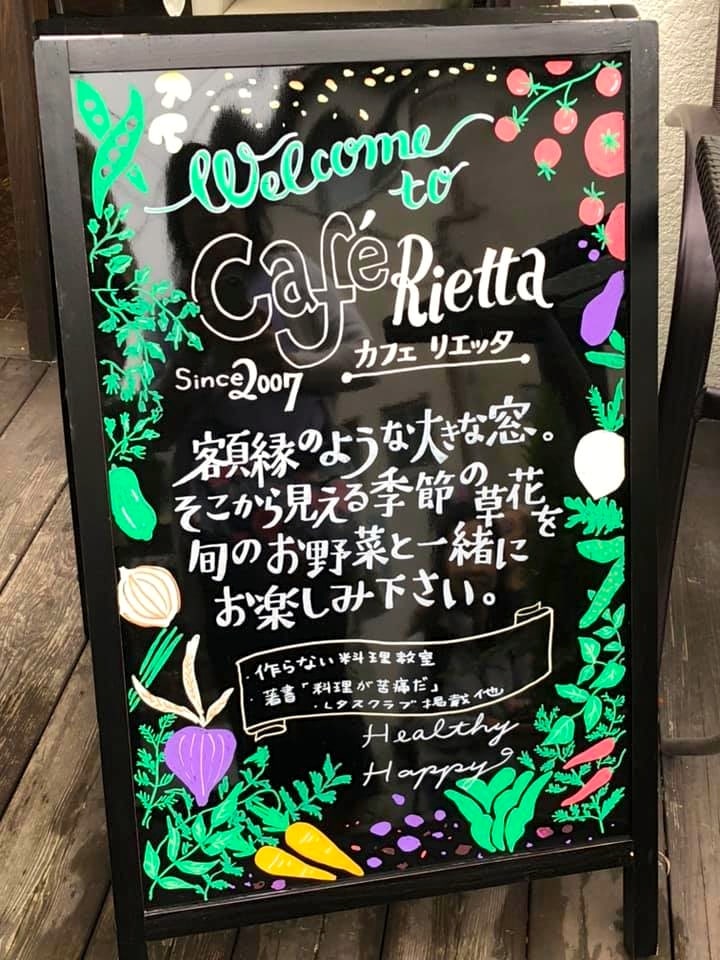 Welcome
to
Café Rietta
カフェ リエッタ
Since 2007
額縁のような大きな窓。
そこから見える季節の草花を
旬のお野菜と一緒に
お楽しみ下さい。
・作らない料理教室
・著書「料理が苦痛だ」
・レタスクラブ掲載他
Healthy
Happy